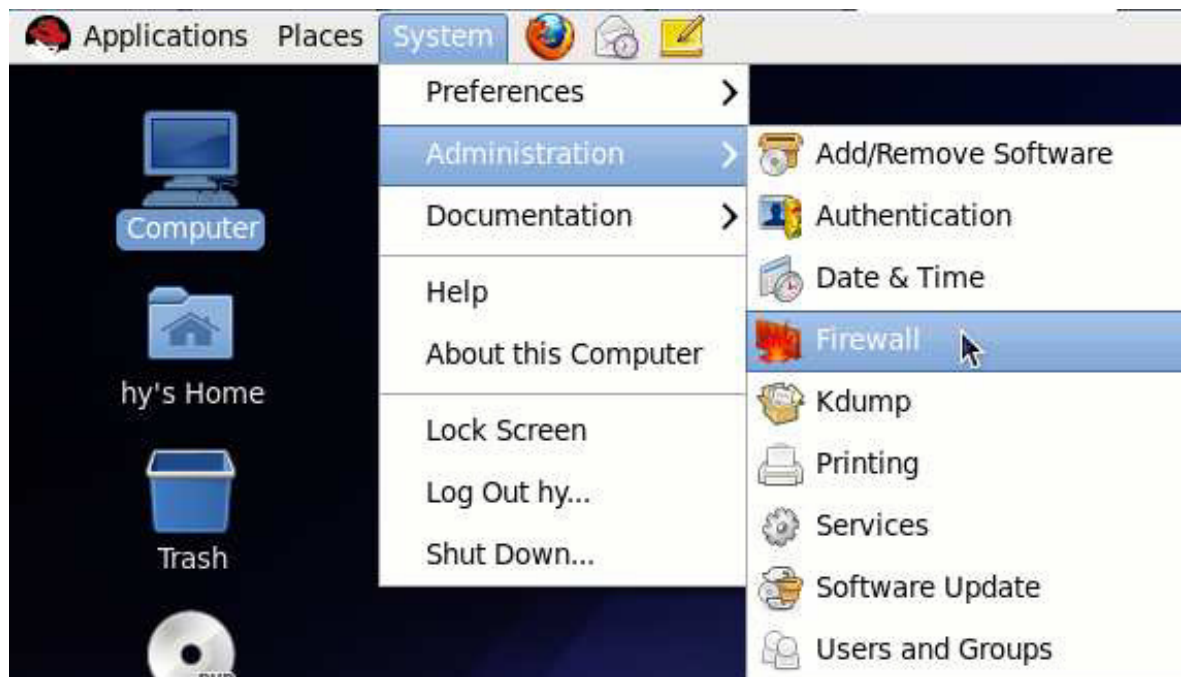 Applications Places System
Preferences
Administration
Documentation
Help
About this Computer
Lock Screen
Log Out hy...
Shut Down...
Add/Remove Software
Authentication
Date & Time
Firewall
Kdump
Printing
Services
Software Update
Users and Groups
Computer
hy's Home
Trash